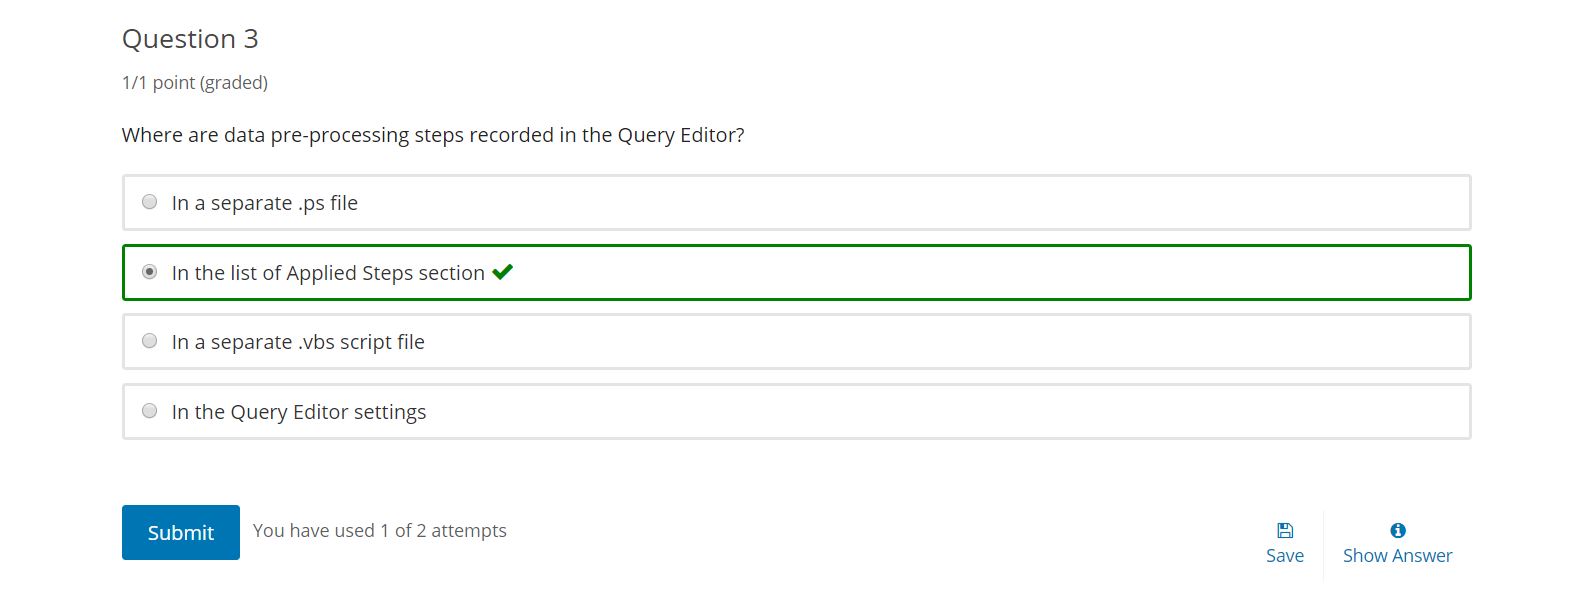 Question 3
1/1 point (graded)
Where are data pre-processing steps recorded in the Query Editor?
In a separate .ps file
In the list of Applied Steps section
In a separate .vbs script file
In the Query Editor settings
Submit
You have used 1 of 2 attempts
Save
Show Answer